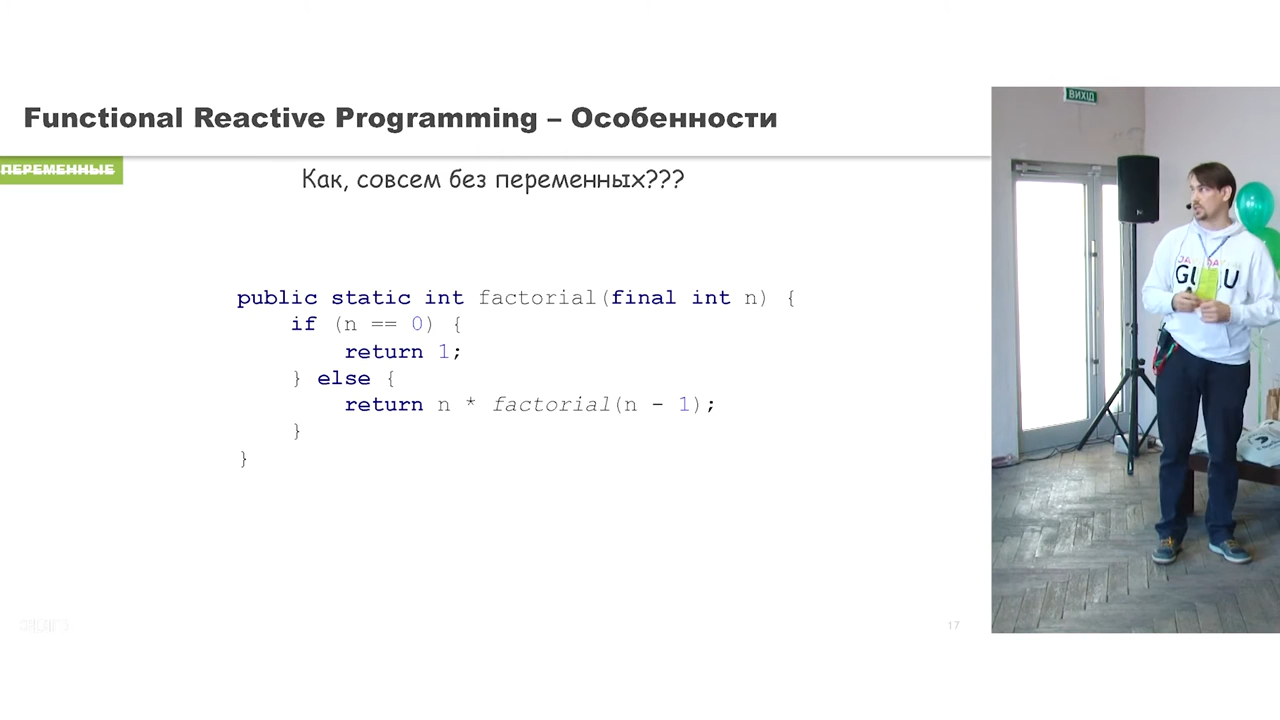 Functional Reactive Programming – Особенности
ПЕРЕМЕННЫЕ
Как, совсем без переменных???
public static int factorial(final int n) {
if (n == 0) {
return 1;
} else {
return n * factorial(n - 1);
}
}
17
ВИХІД